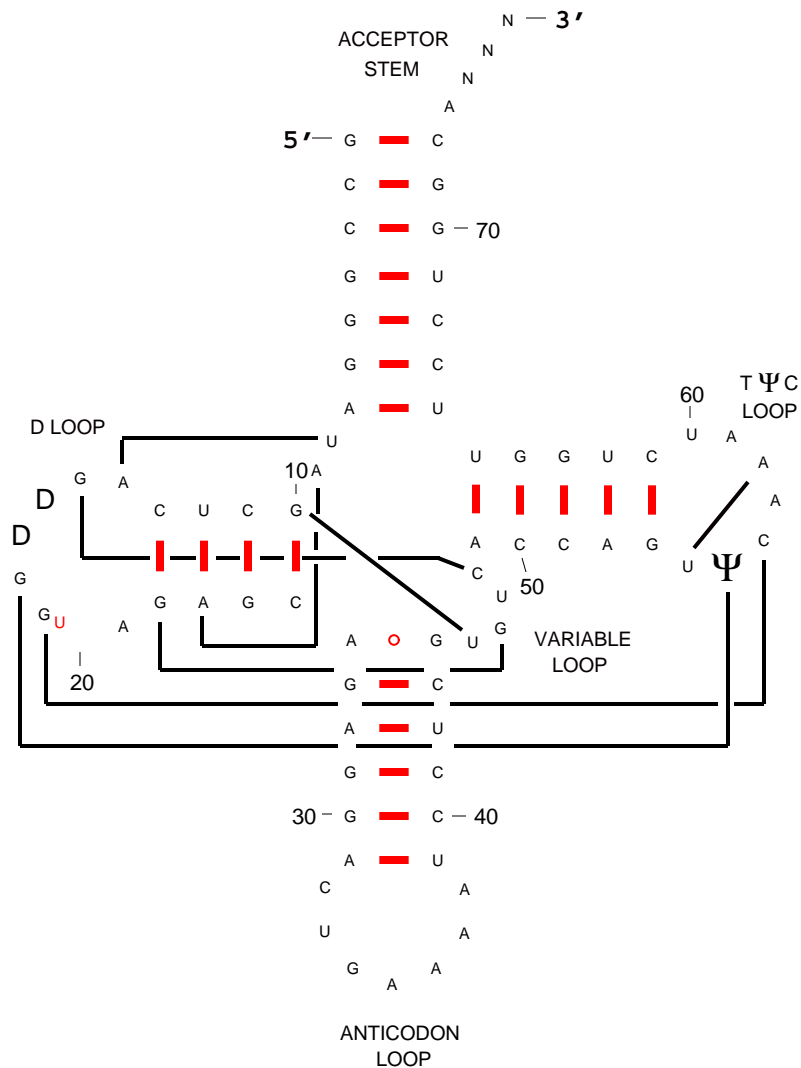 N 3′
ACCEPTOR
N
STEM
N
A
5′ G C
C G
C G 70
G U
G C
G C
A U
60
T Ψ C
LOOP
D LOOP
U
U G G U C
U A
A
A
10
G A
D
C U C G
A
D
A C C A G
C
50
U Ψ
C
G
G U
A
G A G C
U
G
A G U
VARIABLE
LOOP
20
G C
A U
G C
30 G C 40
A U
C A
U A
G A
A
ANTICODON
LOOP